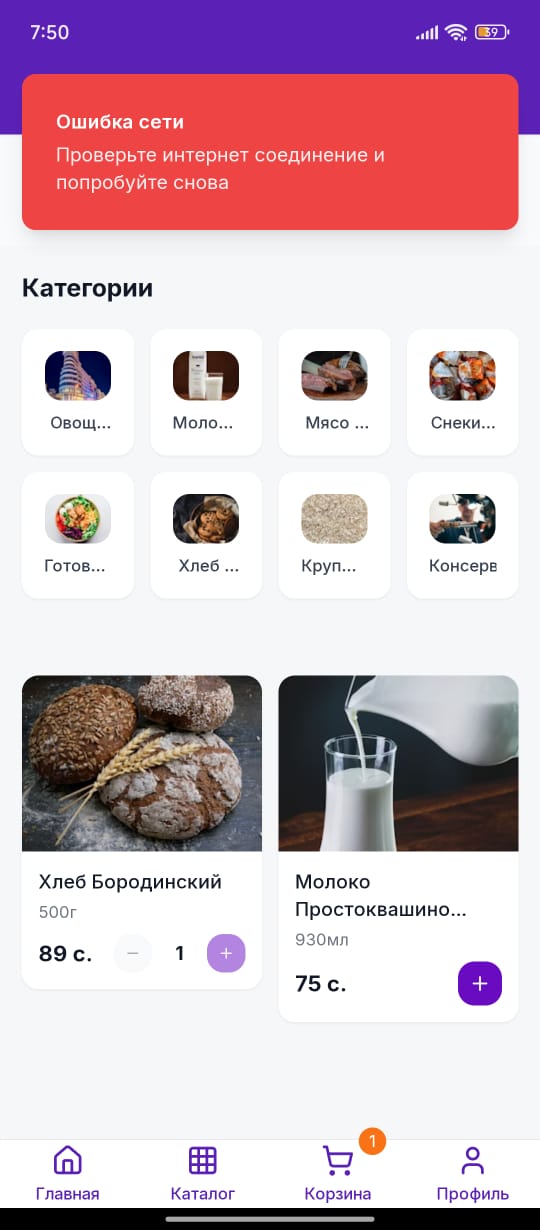 7:50
39
Ошибка сети
Проверьте интернет соединение и
попробуйте снова
Категории
Овощ...
Моло...
Мясо ...
Снеки...
Готов...
Хлеб ...
Круп...
Консерв
Хлеб Бородинский
500г
89 с.
1
Молоко
Простоквашино...
930мл
75 с.
1
Главная
Каталог
Корзина
Профиль